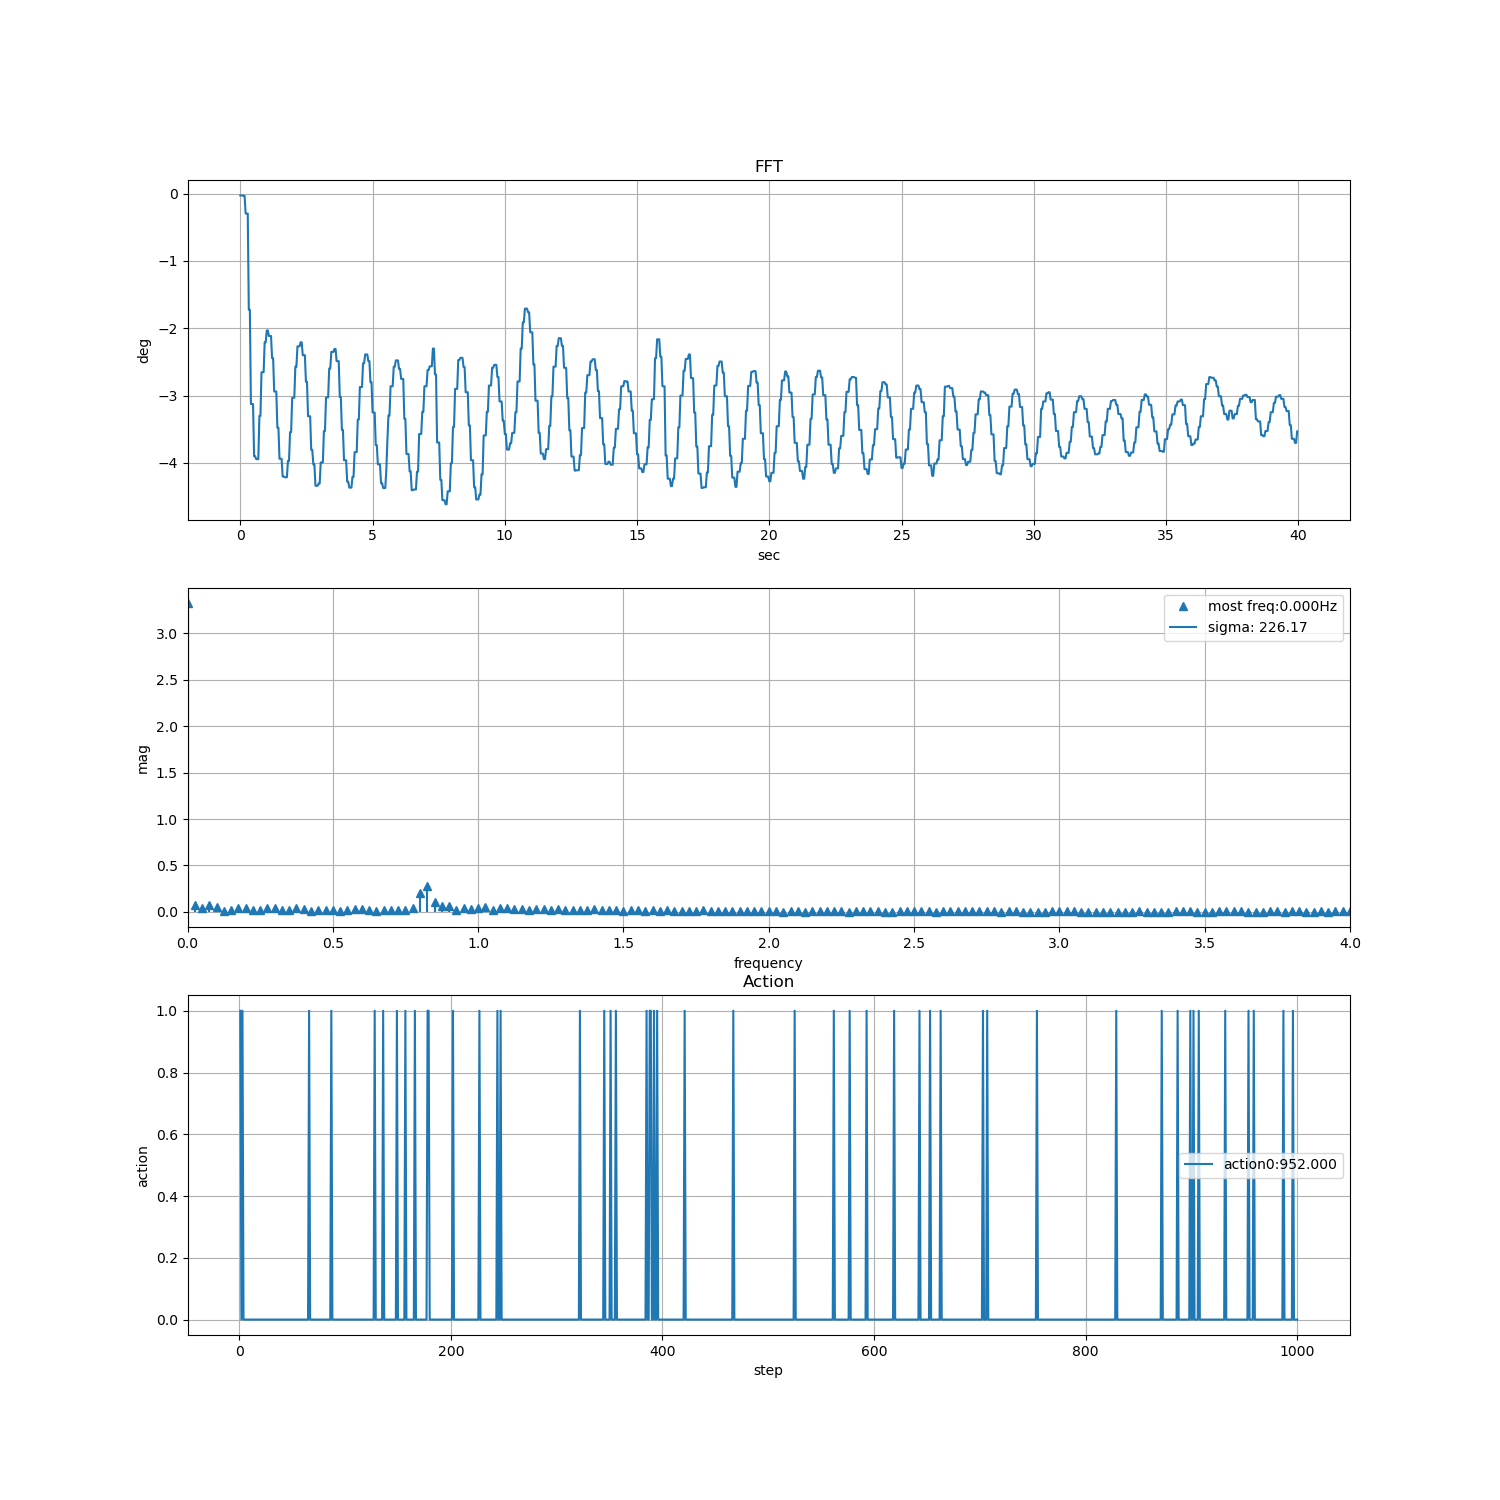 FFT
0
−1
−2
−3
−4
deg
0 5 10 15 20 25 30 35 40
sec
most freq:0.000Hz
sigma: 226.17
3.0
2.5
2.0
1.5
1.0
0.5
0.0
mag
0.0 0.5 1.0 1.5 2.0 2.5 3.0 3.5 4.0
frequency
Action
1.0
0.8
0.6
0.4
0.2
0.0
action
action0:952.000
0 200 400 600 800 1000
step